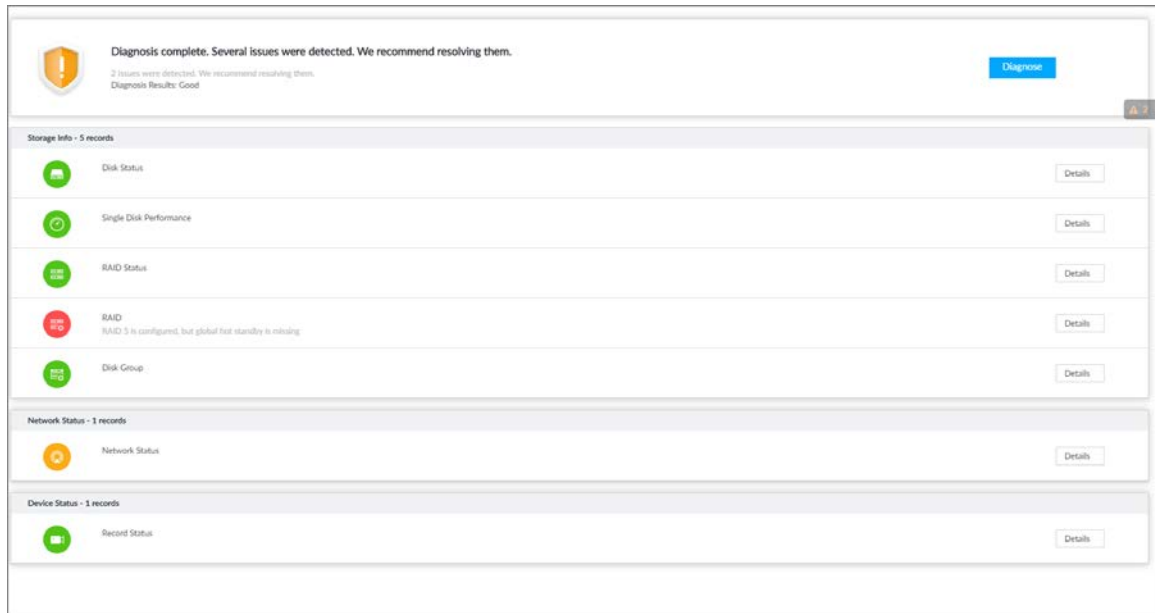 Diagnosis complete. Several issues were detected. We recommend resolving them.
2 issues were detected. We recommend resolving them.
Diagnosis Results: Good
Diagnose
2
Storage Info - 5 records
Disk Status
Details
Single Disk Performance
Details
RAID Status
Details
RAID
RAID 5 is configured, but global hot standby is missing
Details
Disk Group
Details
Network Status - 1 records
Network Status
Details
Device Status - 1 records
Record Status
Details